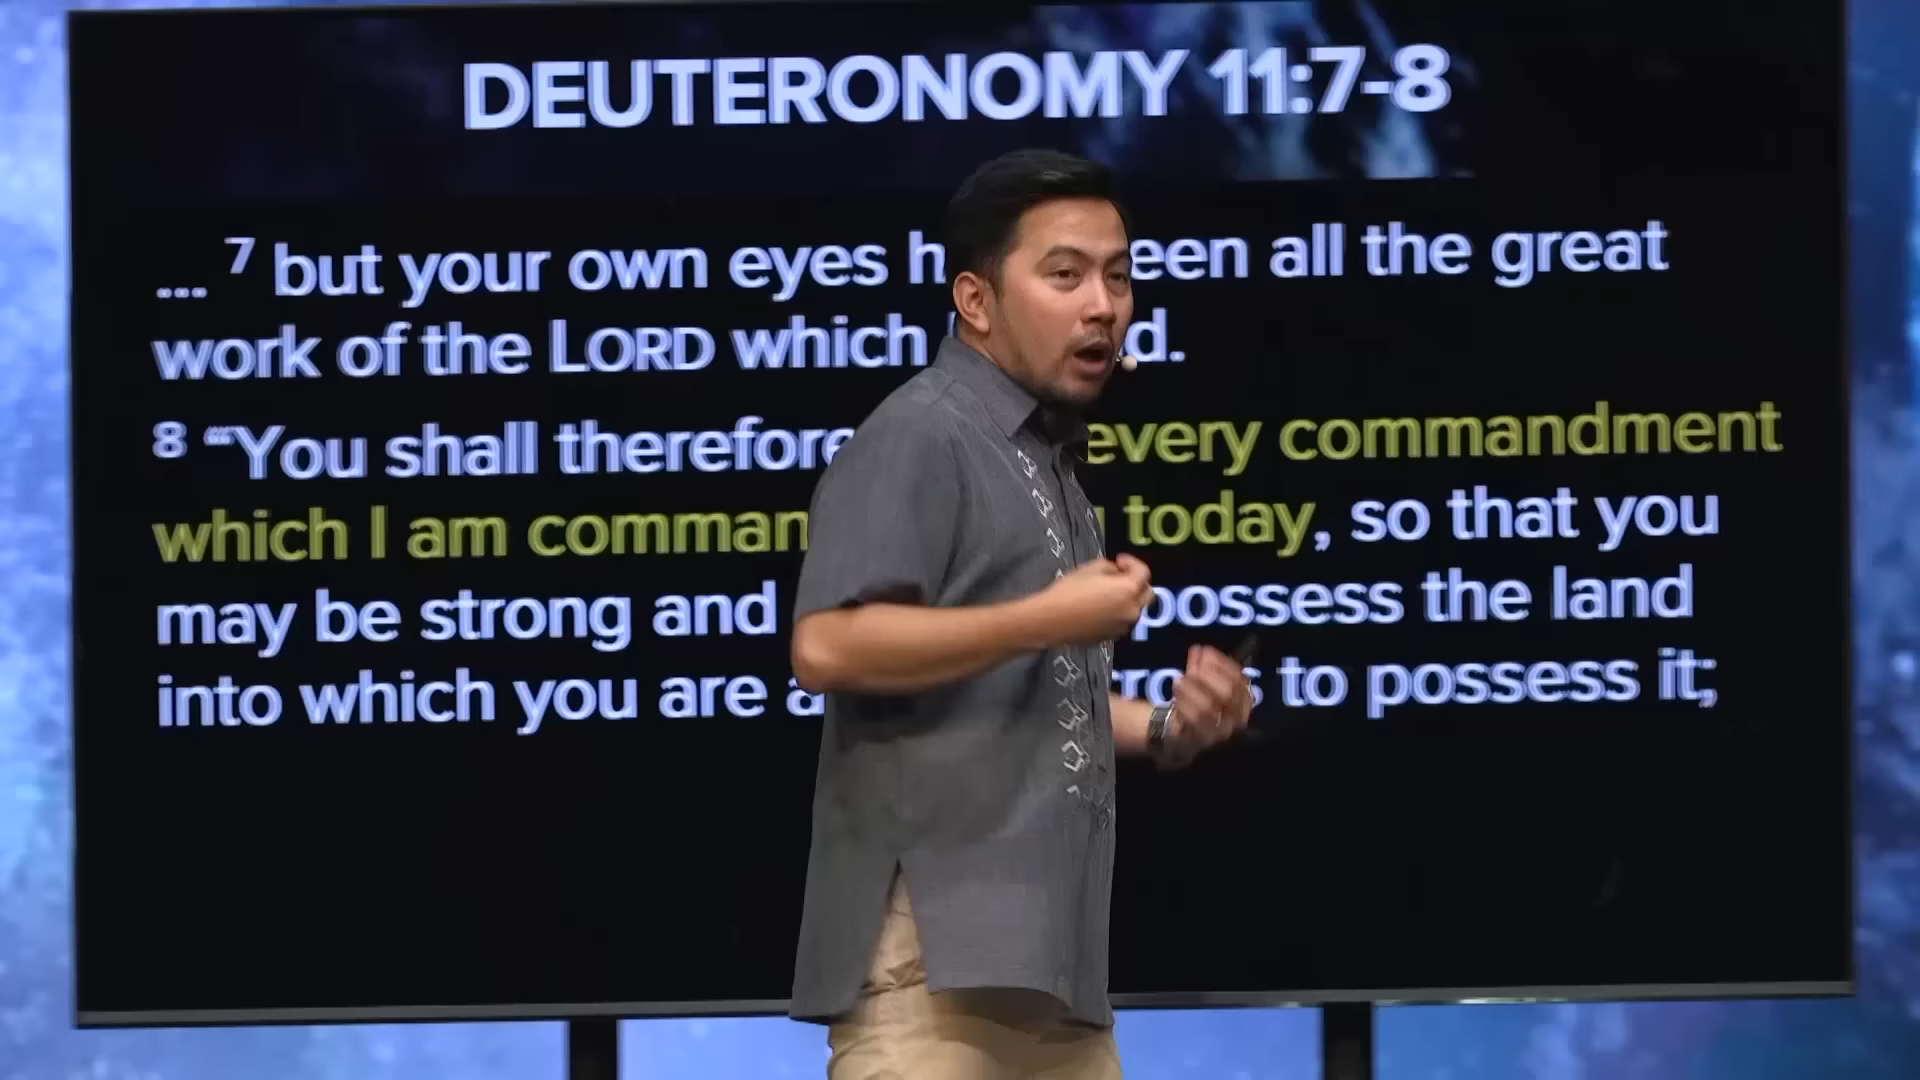 DEUTERONOMY 11:7-8
... 7 but your own eyes all the great
work of the LORD which
8 “‘You shall therefore every commandment
which I am today, so that you
may be strong and possess the land
into which you are to possess it;